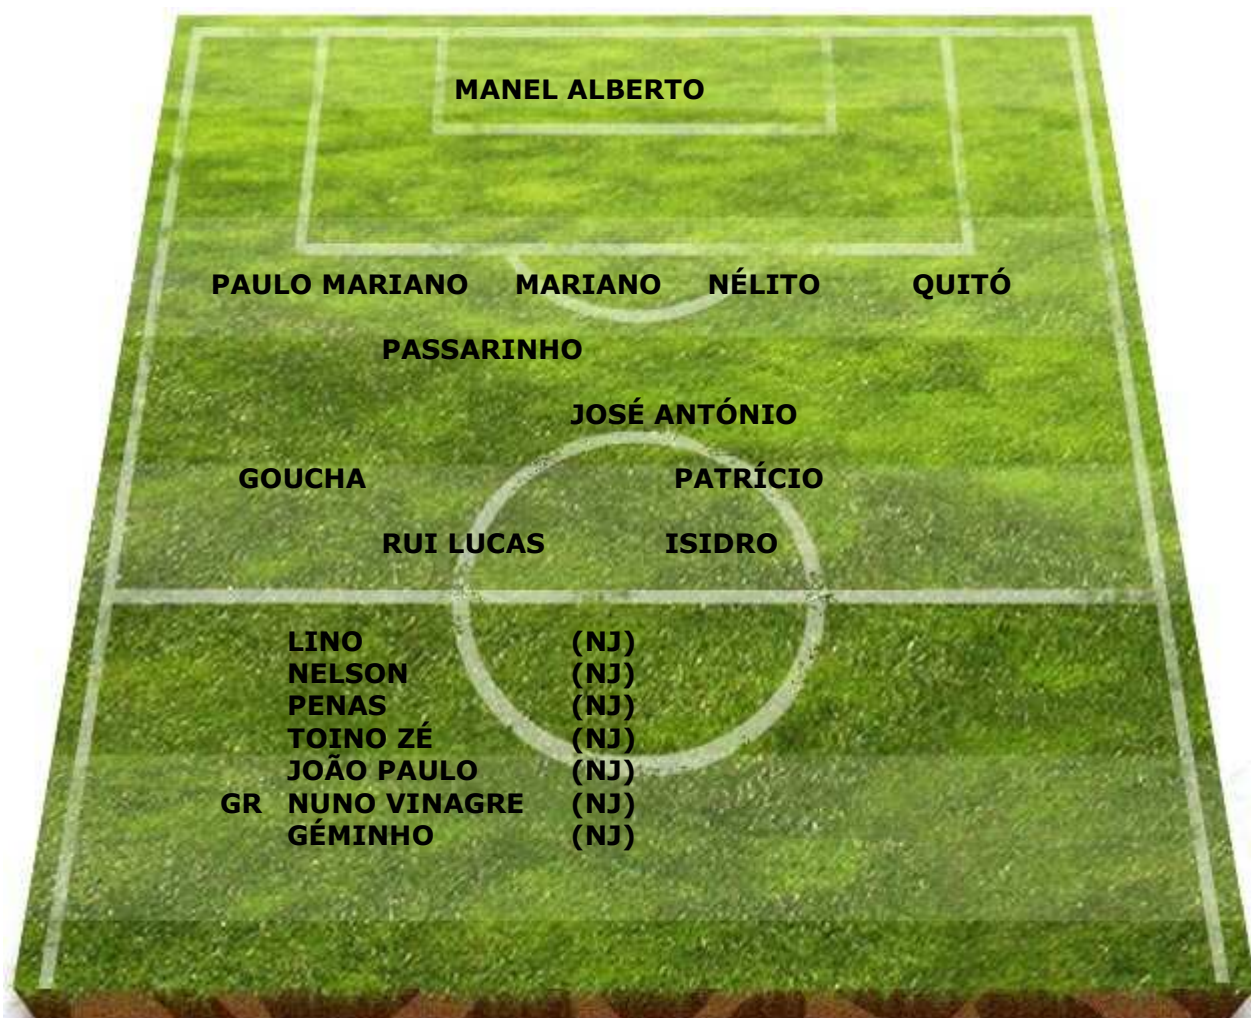 MANEL ALBERTO
PAULO MARIANO MARIANO NÉLITO QUITÓ
PASSARINHO
JOSÉ ANTÓNIO
GOUCHA PATRÍCIO
RUI LUCAS ISIDRO
LINO (NJ)
NELSON (NJ)
PENAS (NJ)
TOINO ZÉ (NJ)
JOÃO PAULO (NJ)
GR NUNO VINAGRE (NJ)
GÉMINHO (NJ)